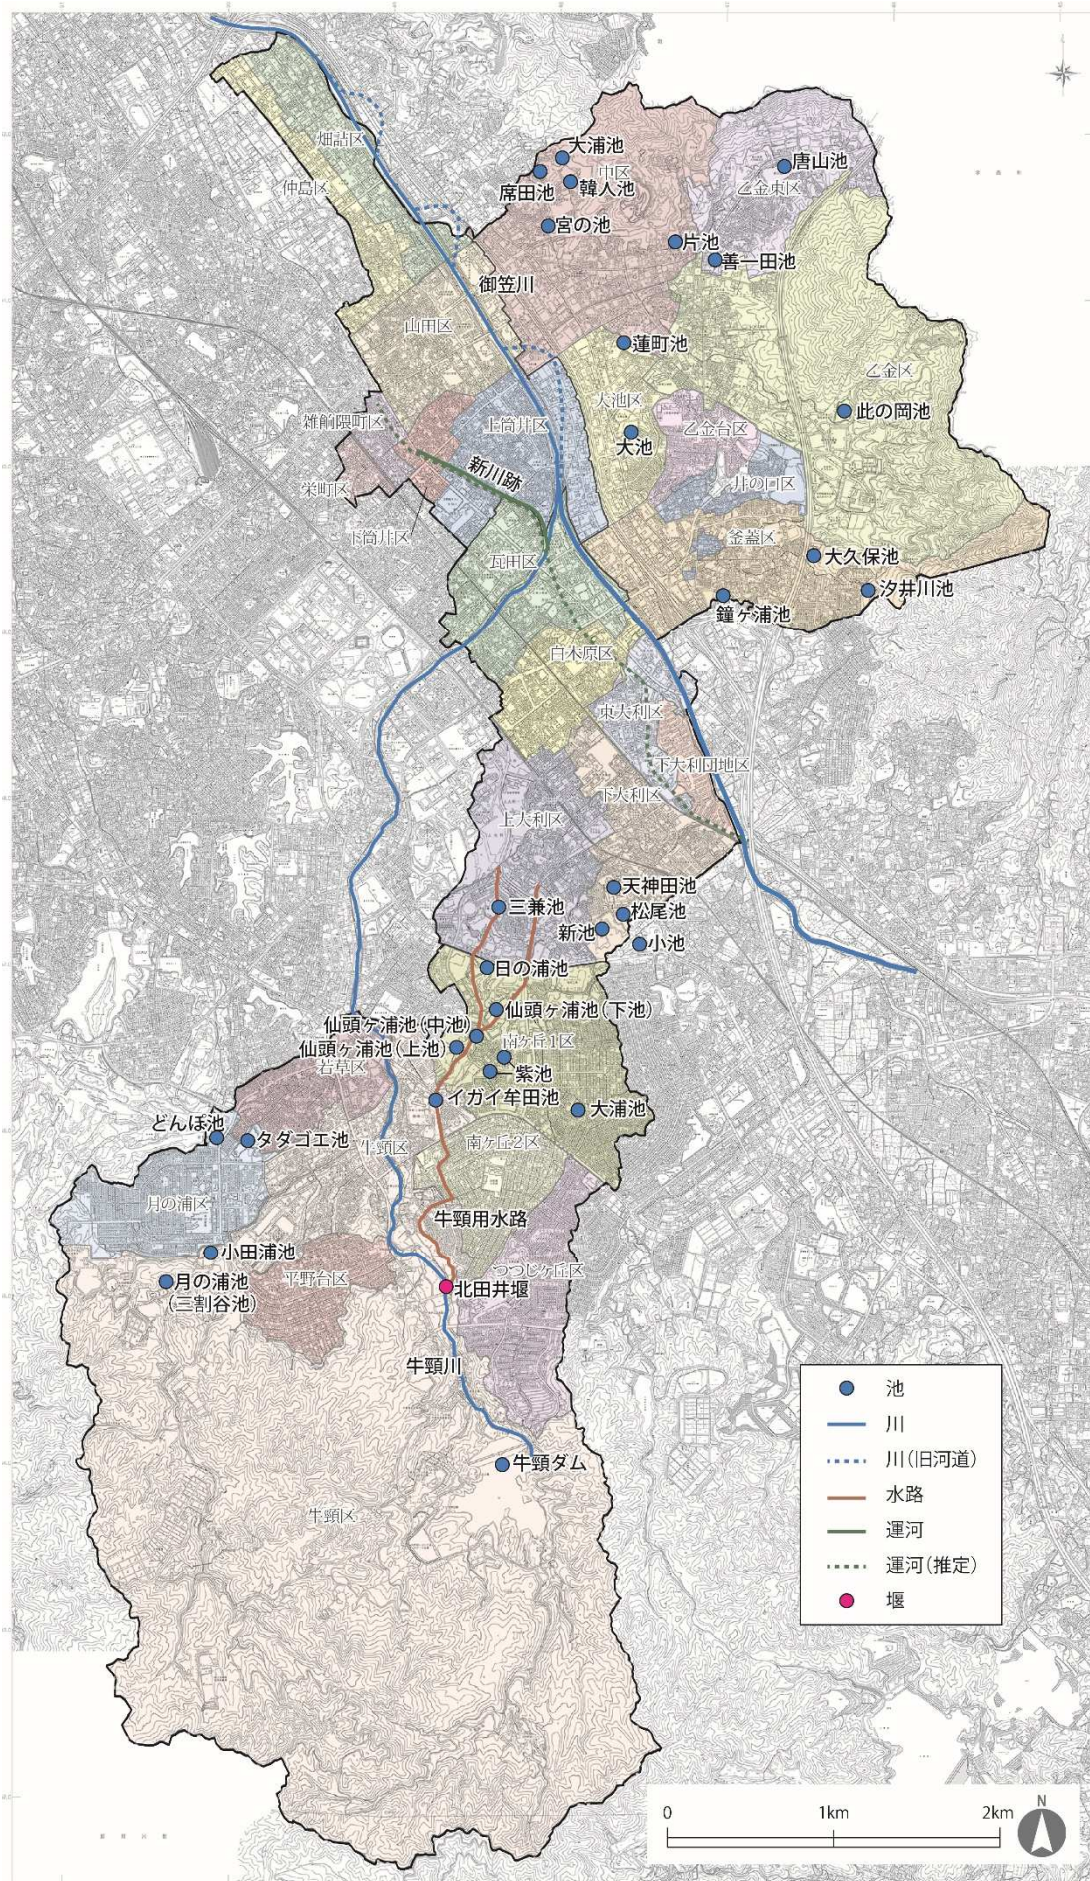 畑詰区
仲島区
大浦池
中区
席田池
韓人池
唐山池
乙金東区
宮の池
片池
善一田池
御笠川
山田区
蓮町池
乙金区
大池区
此の岡池
雑餉隈町区
上筒井区
乙金台区
大池
新川跡
栄町区
井の口区
下筒井区
釜蓋区
瓦田区
大久保池
汐井川池
鐘ヶ浦池
白木原区
東大利区
下大利団地区
下大利区
上大利区
天神田池
三兼池
松尾池
新池
小池
日の浦池
仙頭ヶ浦池(下池)
仙頭ヶ浦池(中池)
南ケ丘1区
仙頭ヶ浦池(上池)
若草区
紫池
イガイ牟田池
大浦池
どんぽ池
タダゴエ池
牛頸区
南ケ丘2区
月の浦区
牛頸用水路
小田浦池
つつじケ丘区
平野台区
月の浦池
(三割谷池)
北田井堰
牛頸川
牛頸ダム
牛頸区
池
川
川(旧河道)
水路
運河
運河(推定)
堰
0 1km 2km
N